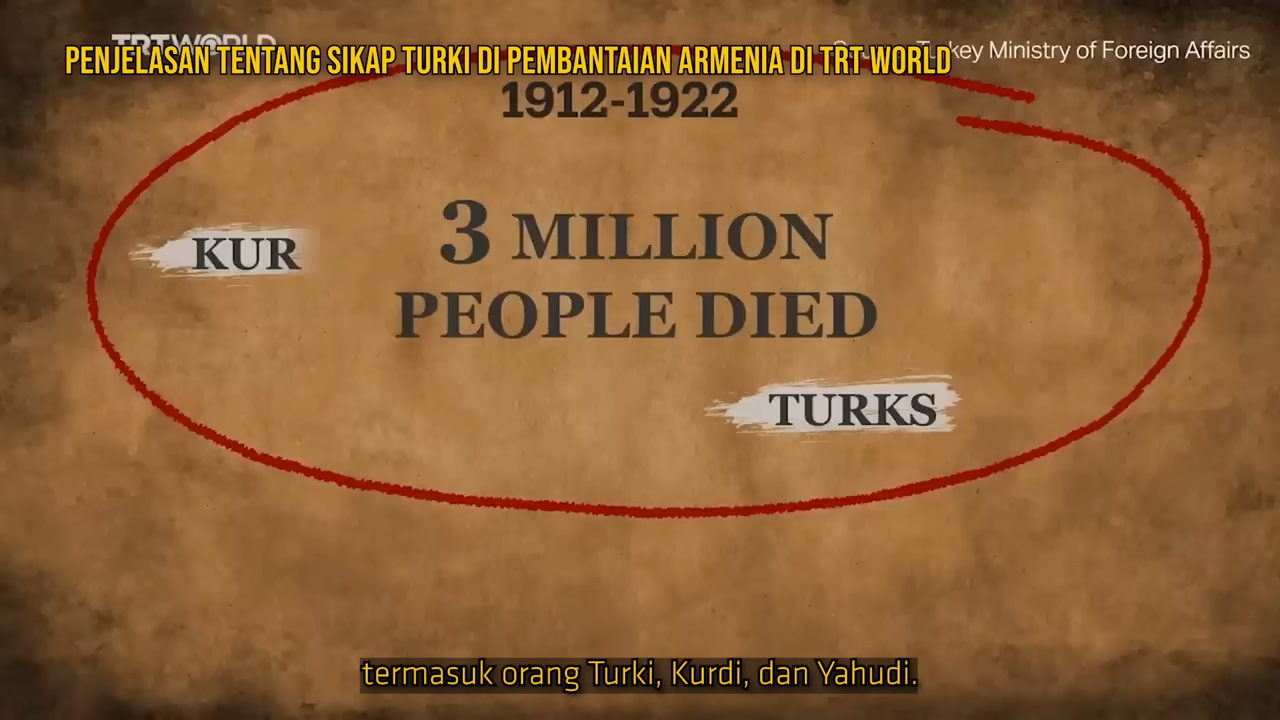 TRT WORLD
PENJELASAN TENTANG SIKAP TURKI DI PEMBANTAIAN ARMENIA DI TRT WORLD
Ministry of Foreign Affairs
1912-1922
3 MILLION
KUR
PEOPLE DIED
TURKS
termasuk orang Turki, Kurdi, dan Yahudi.